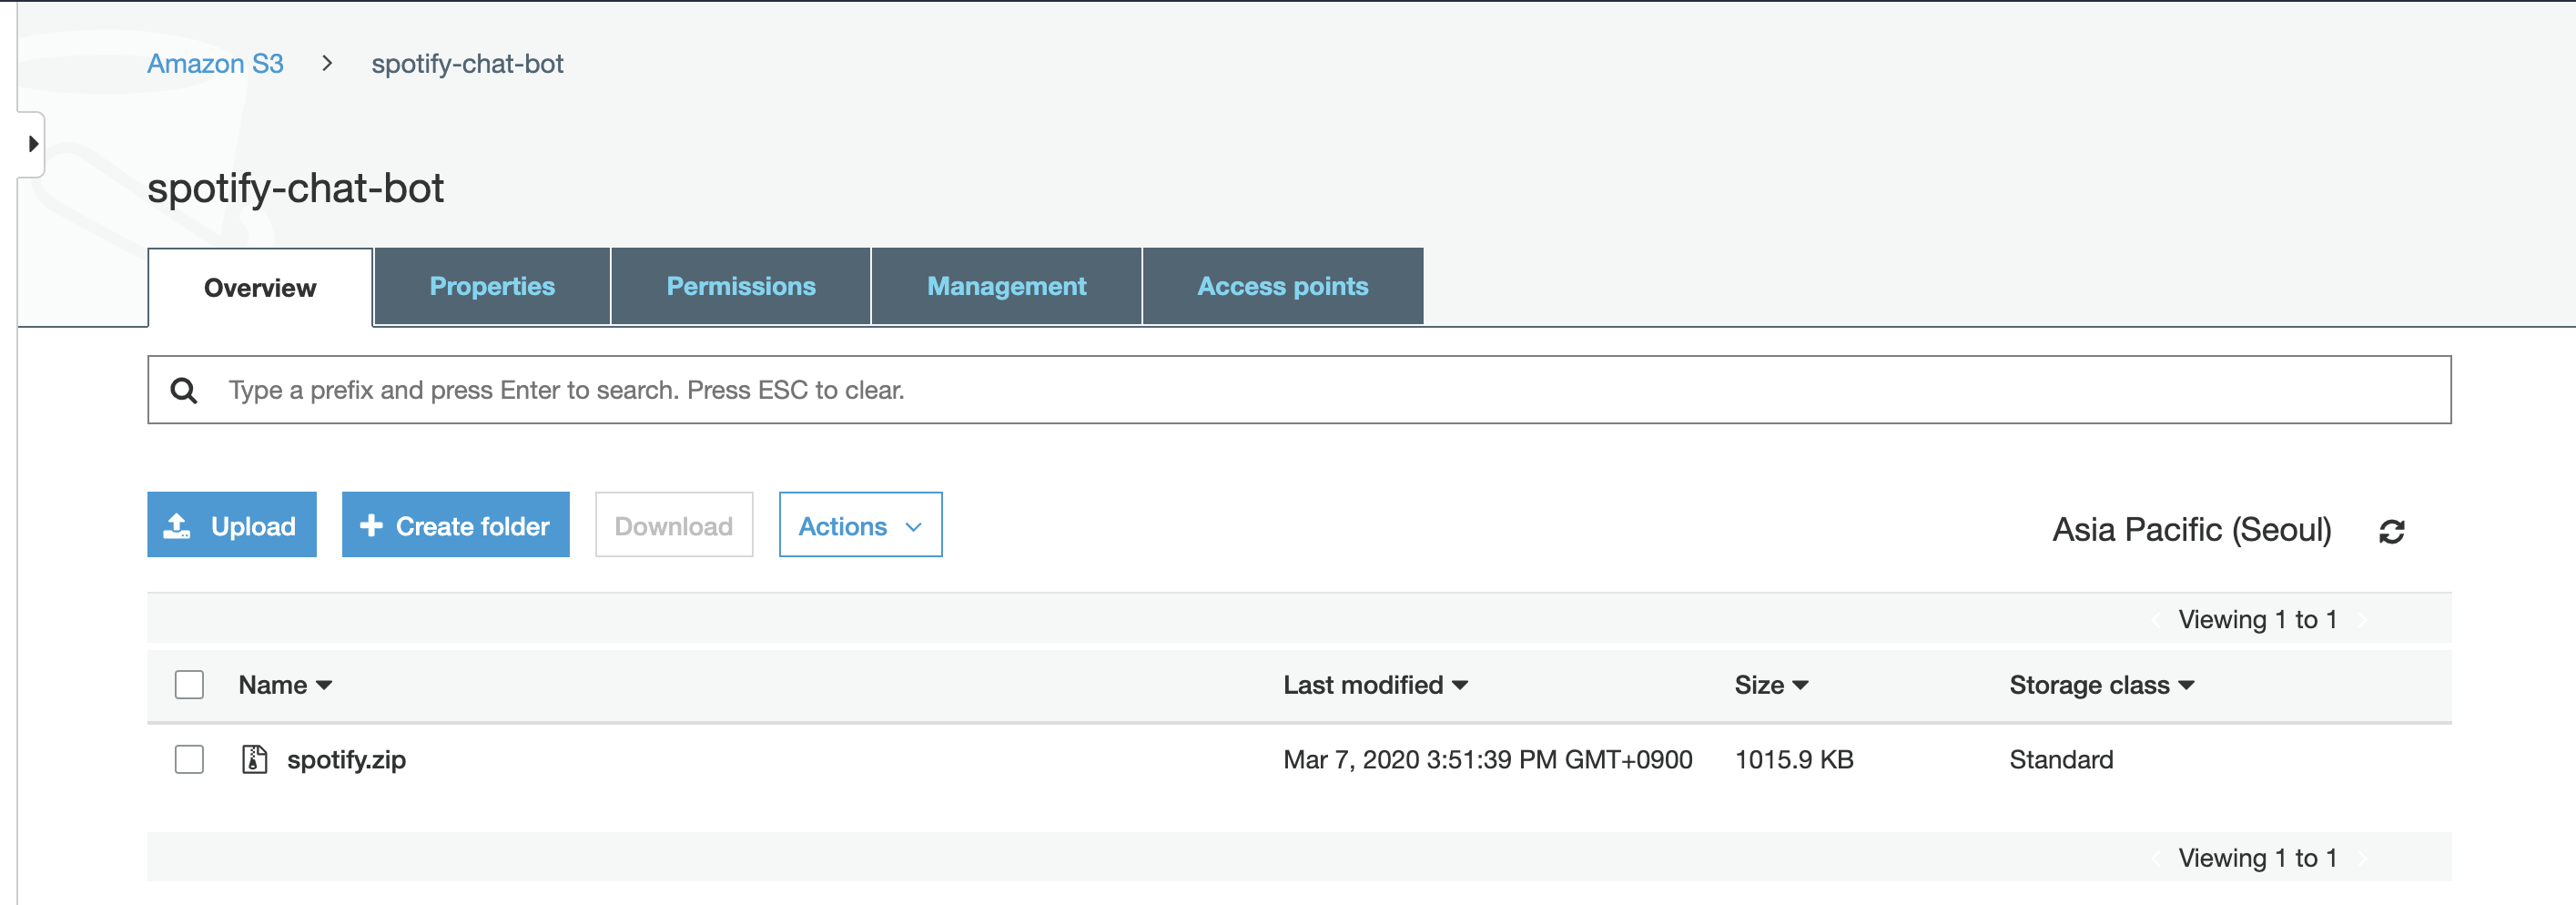 Amazon S3 > spotify-chat-bot
spotify-chat-bot
Overview Properties Permissions Management Access points
Type a prefix and press Enter to search. Press ESC to clear.
Upload + Create folder Download Actions Asia Pacific (Seoul)
Viewing 1 to 1
Name Last modified Size Storage class
spotify.zip Mar 7, 2020 3:51:39 PM GMT+0900 1015.9 KB Standard
Viewing 1 to 1